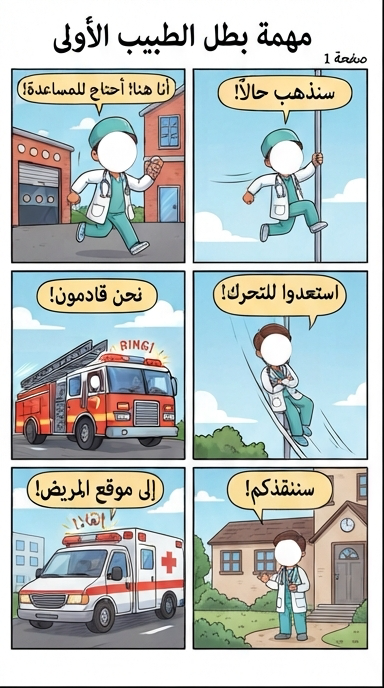 مهمة بطل الطبيب الأولى
صفحة 1
سنذهب حالاً!
أنا هنا! أحتاج للمساعدة!
استعدوا للتحرك!
نحن قادمون!
RING!
سننقذكم!
إلى موقع المريض!